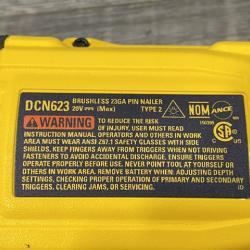 DCN623
BRUSHLESS 23GA PIN NAILER
20V (Max) TYPE 2
NOM ANCE
WARNING TO REDUCE THE RISK
OF INJURY, USER MUST READ
INSTRUCTION MANUAL. OPERATORS AND OTHERS IN WORK
AREA MUST WEAR ANSI Z87.1 SAFETY GLASSES WITH SIDE
SHIELDS. KEEP FINGERS AWAY FROM TRIGGERS WHEN NOT
DRIVING FASTENERS TO AVOID ACCIDENTAL FIRING. ENSURE TRIGGERS
OPERATE PROPERLY BEFORE USE. NEVER POINT TOOL AT YOURSELF OR
OTHERS IN WORK AREA. REMOVE BATTERY WHEN: ADJUSTING DEPTH
SETTINGS, CHECKING PROPER OPERATION OF PRIMARY AND SECONDARY
TRIGGERS, CLEARING JAMS, OR SERVICING.